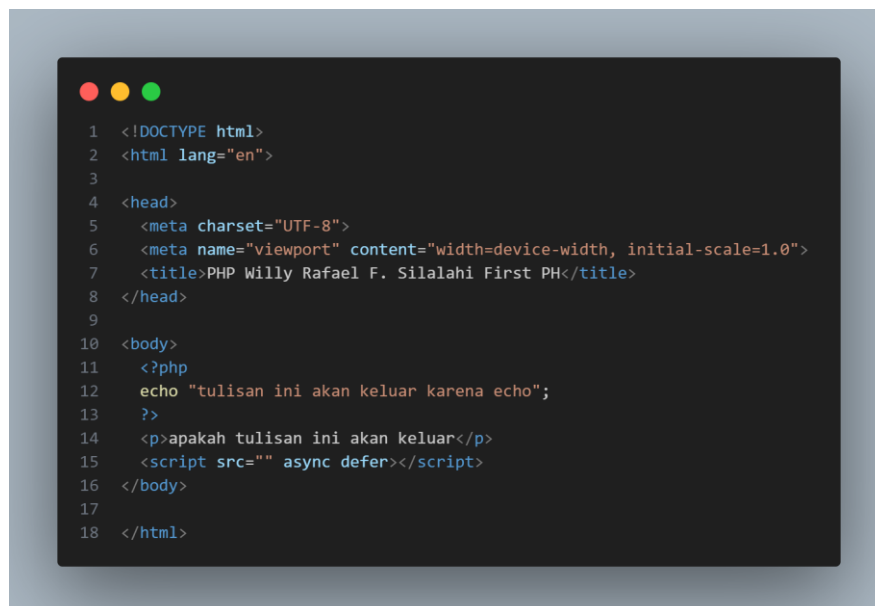 1 <!DOCTYPE html>
2 <html lang="en">
3
4 <head>
5 <meta charset="UTF-8">
6 <meta name="viewport" content="width=device-width, initial-scale=1.0">
7 <title>PHP Willy Rafael F. Silalahi First PH</title>
8 </head>
9
10 <body>
11 <?php
12 echo "tulisan ini akan keluar karena echo";
13 ?>
14 <p>apakah tulisan ini akan keluar</p>
15 <script src="" async defer></script>
16 </body>
17
18 </html>